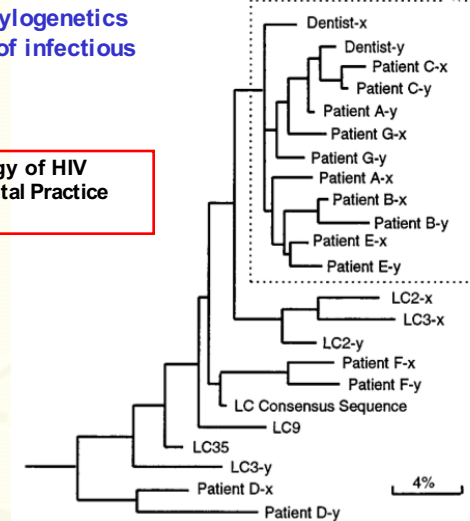 ylogenetics
of infectious
gy of HIV
tal Practice
Dentist-x
Dentist-y
Patient C-x
Patient C-y
Patient A-y
Patient G-x
Patient G-y
Patient A-x
Patient B-x
Patient B-y
Patient E-x
Patient E-y
LC2-x
LC3-x
LC2-y
Patient F-x
Patient F-y
LC Consensus Sequence
LC9
LC35
LC3-y
Patient D-x
Patient D-y
4%